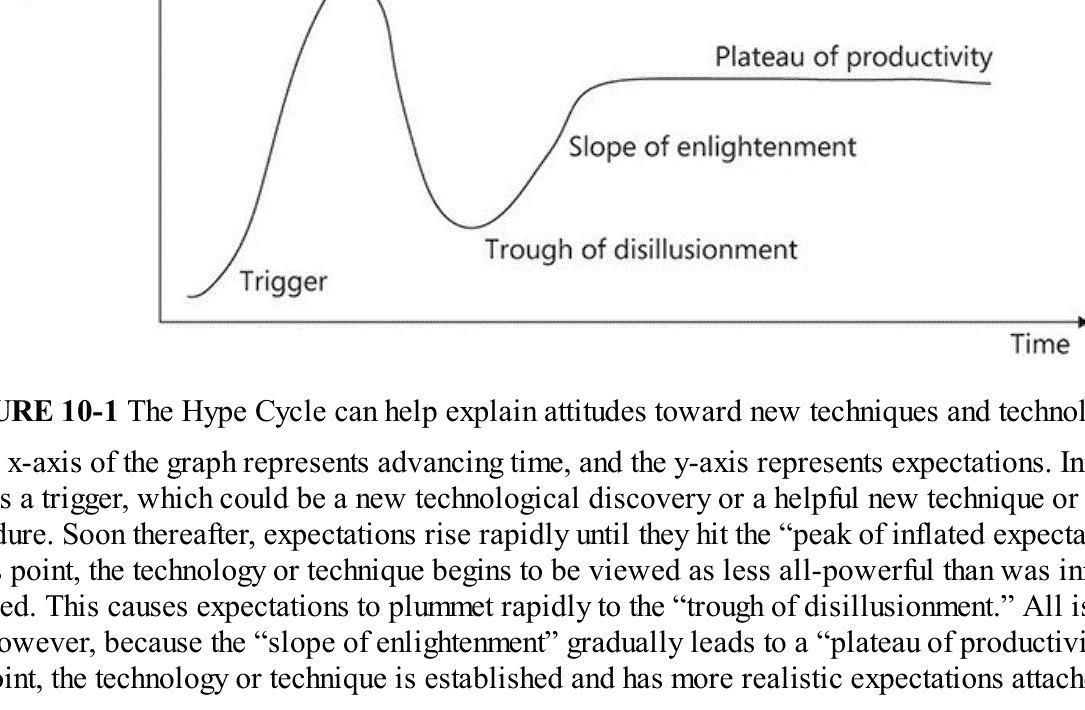 Plateau of productivity
Slope of enlightenment
Trough of disillusionment
Trigger
Time
URE 10-1 The Hype Cycle can help explain attitudes toward new techniques and technol
x-axis of the graph represents advancing time, and the y-axis represents expectations. In
s a trigger, which could be a new technological discovery or a helpful new technique or
dure. Soon thereafter, expectations rise rapidly until they hit the “peak of inflated expecta
point, the technology or technique begins to be viewed as less all-powerful than was im
ed. This causes expectations to plummet rapidly to the “trough of disillusionment.” All is
owever, because the “slope of enlightenment” gradually leads to a “plateau of productivi
oint, the technology or technique is established and has more realistic expectations attach